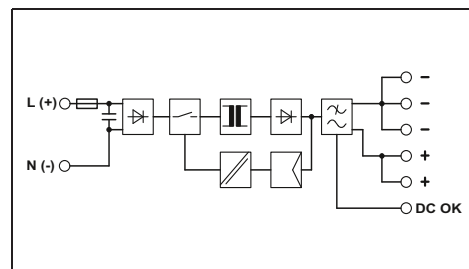 L (+)
N (-)
–
–
–
+
+
DC OK